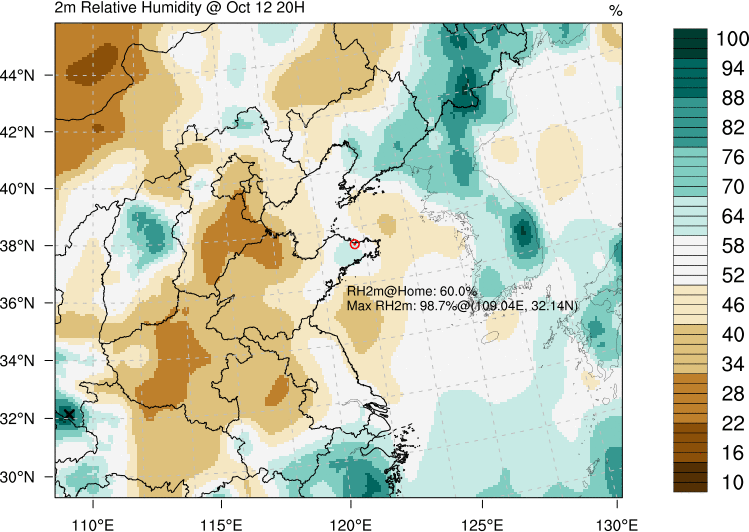 2m Relative Humidity @ Oct 12 20H
%
44°N
42°N
40°N
38°N
36°N
34°N
32°N
30°N
110°E
115°E
120°E
125°E
130°E
RH2m@Home: 60.0%
Max RH2m: 98.7%@(109.04E, 32.14N)
100
94
88
82
76
70
64
58
52
46
40
34
28
22
16
10